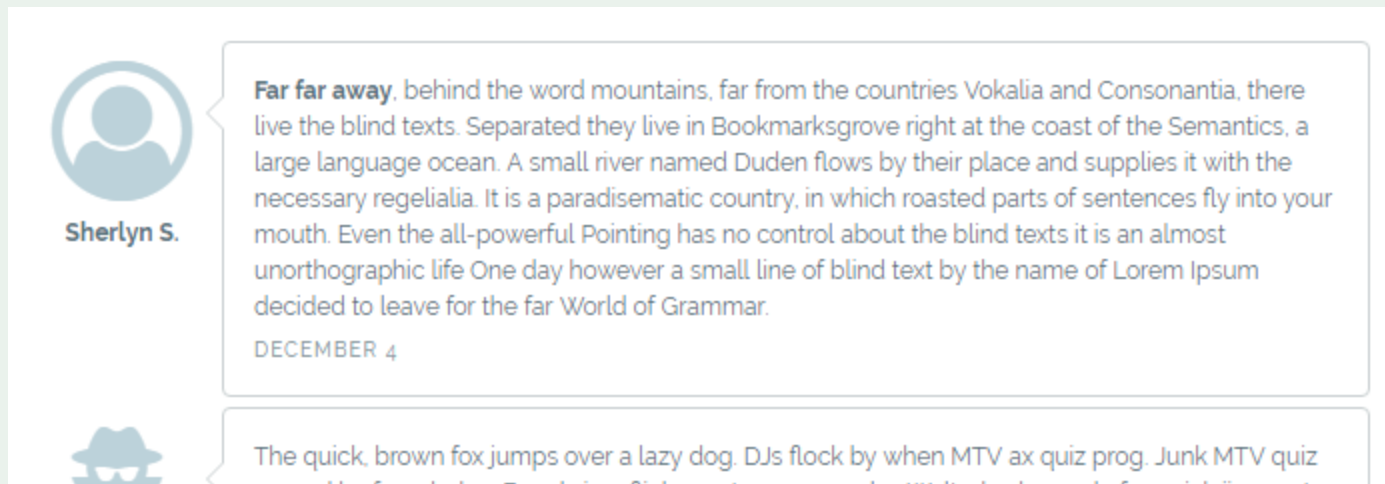 Far far away, behind the word mountains, far from the countries Vokalia and Consonantia, there
live the blind texts. Separated they live in Bookmarksgrove right at the coast of the Semantics, a
large language ocean. A small river named Duden flows by their place and supplies it with the
necessary regelialia. It is a paradisematic country, in which roasted parts of sentences fly into your
mouth. Even the all-powerful Pointing has no control about the blind texts it is an almost
unorthographic life One day however a small line of blind text by the name of Lorem Ipsum
decided to leave for the far World of Grammar.
DECEMBER 4
Sherlyn S.
The quick, brown fox jumps over a lazy dog. DJs flock by when MTV ax quiz prog. Junk MTV quiz